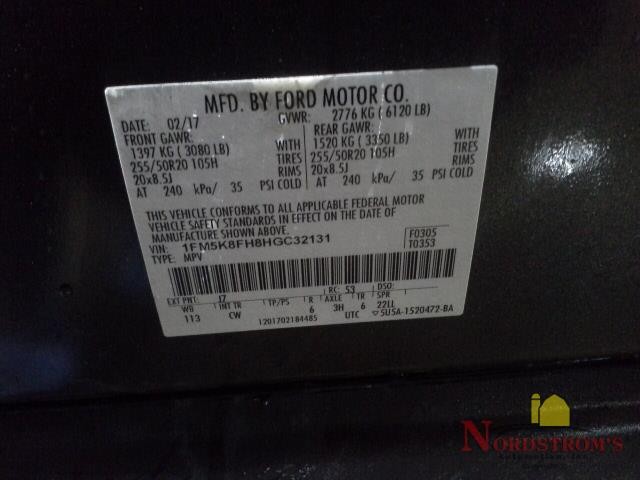 MFD. BY FORD MOTOR CO.
DATE: 02/17 GVWR: 2776 KG ( 6120 LB)
FRONT GAWR: REAR GAWR:
1397 KG ( 3080 LB) WITH 1520 KG ( 3350 LB) WITH
255/50R20 105H TIRES 255/50R20 105H TIRES
20x8.5J RIMS 20x8.5J RIMS
AT 240 kPa/ 35 PSI COLD AT 240 kPa/ 35 PSI COLD
THIS VEHICLE CONFORMS TO ALL APPLICABLE FEDERAL MOTOR
VEHICLE SAFETY STANDARDS IN EFFECT ON THE DATE OF
MANUFACTURE SHOWN ABOVE.
VIN: 1FM5K8FH8HGC32131 F0305
TYPE: MPV T0353
EXT PNT: 17 RC: 53 DSO:
WB INT TR TP/PS R AXLE TR SPR
113 CW 6 3H 6 22LL
1201702184485 UTC ▽5U5A-1520472-BA
NORDSTROM'S
Automotive, Inc.